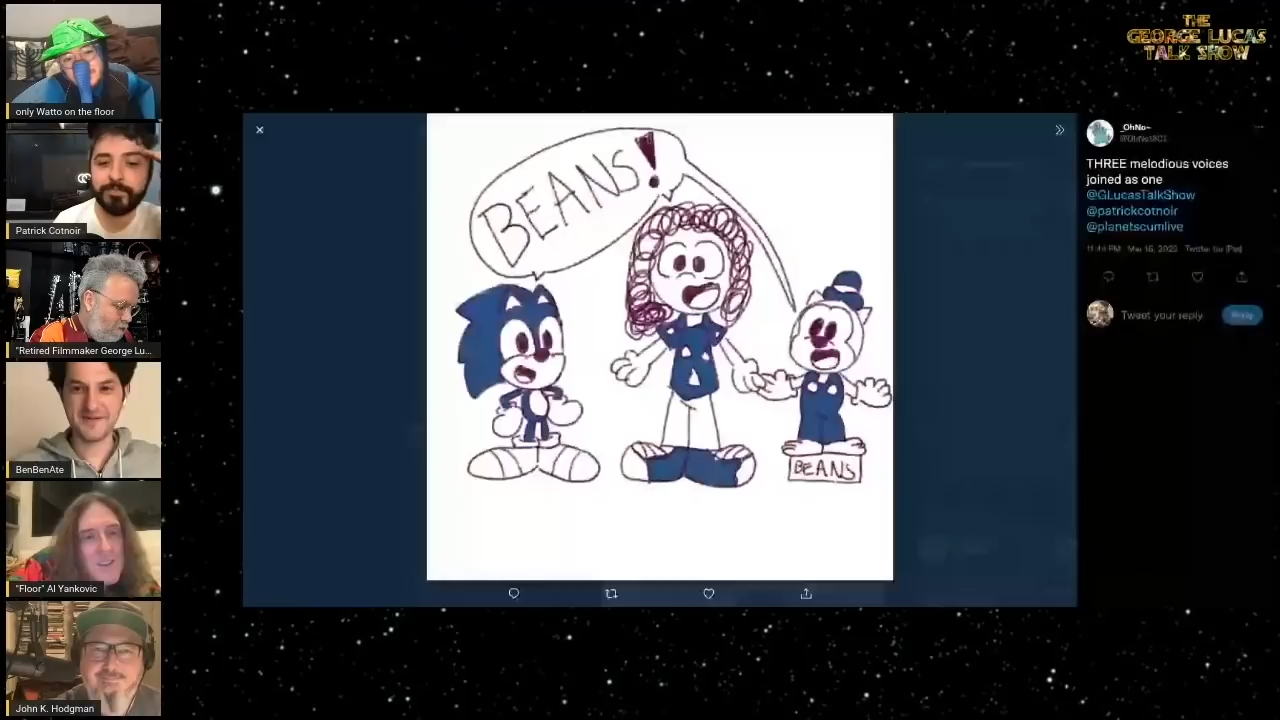 only Watto on the floor
Patrick Cotnoir
"Retired Filmmaker George Lu...
BenBenAte
"Floor" Al Yankovic
John K. Hodgman
BEANS!
BEANS
THE
GEORGE LUCAS
TALK SHOW
_OhNo~
THREE melodious voices
joined as one
@GLucasTalkShow
@patrickcotnoir
@planetscumlive
Tweet your reply
Reply